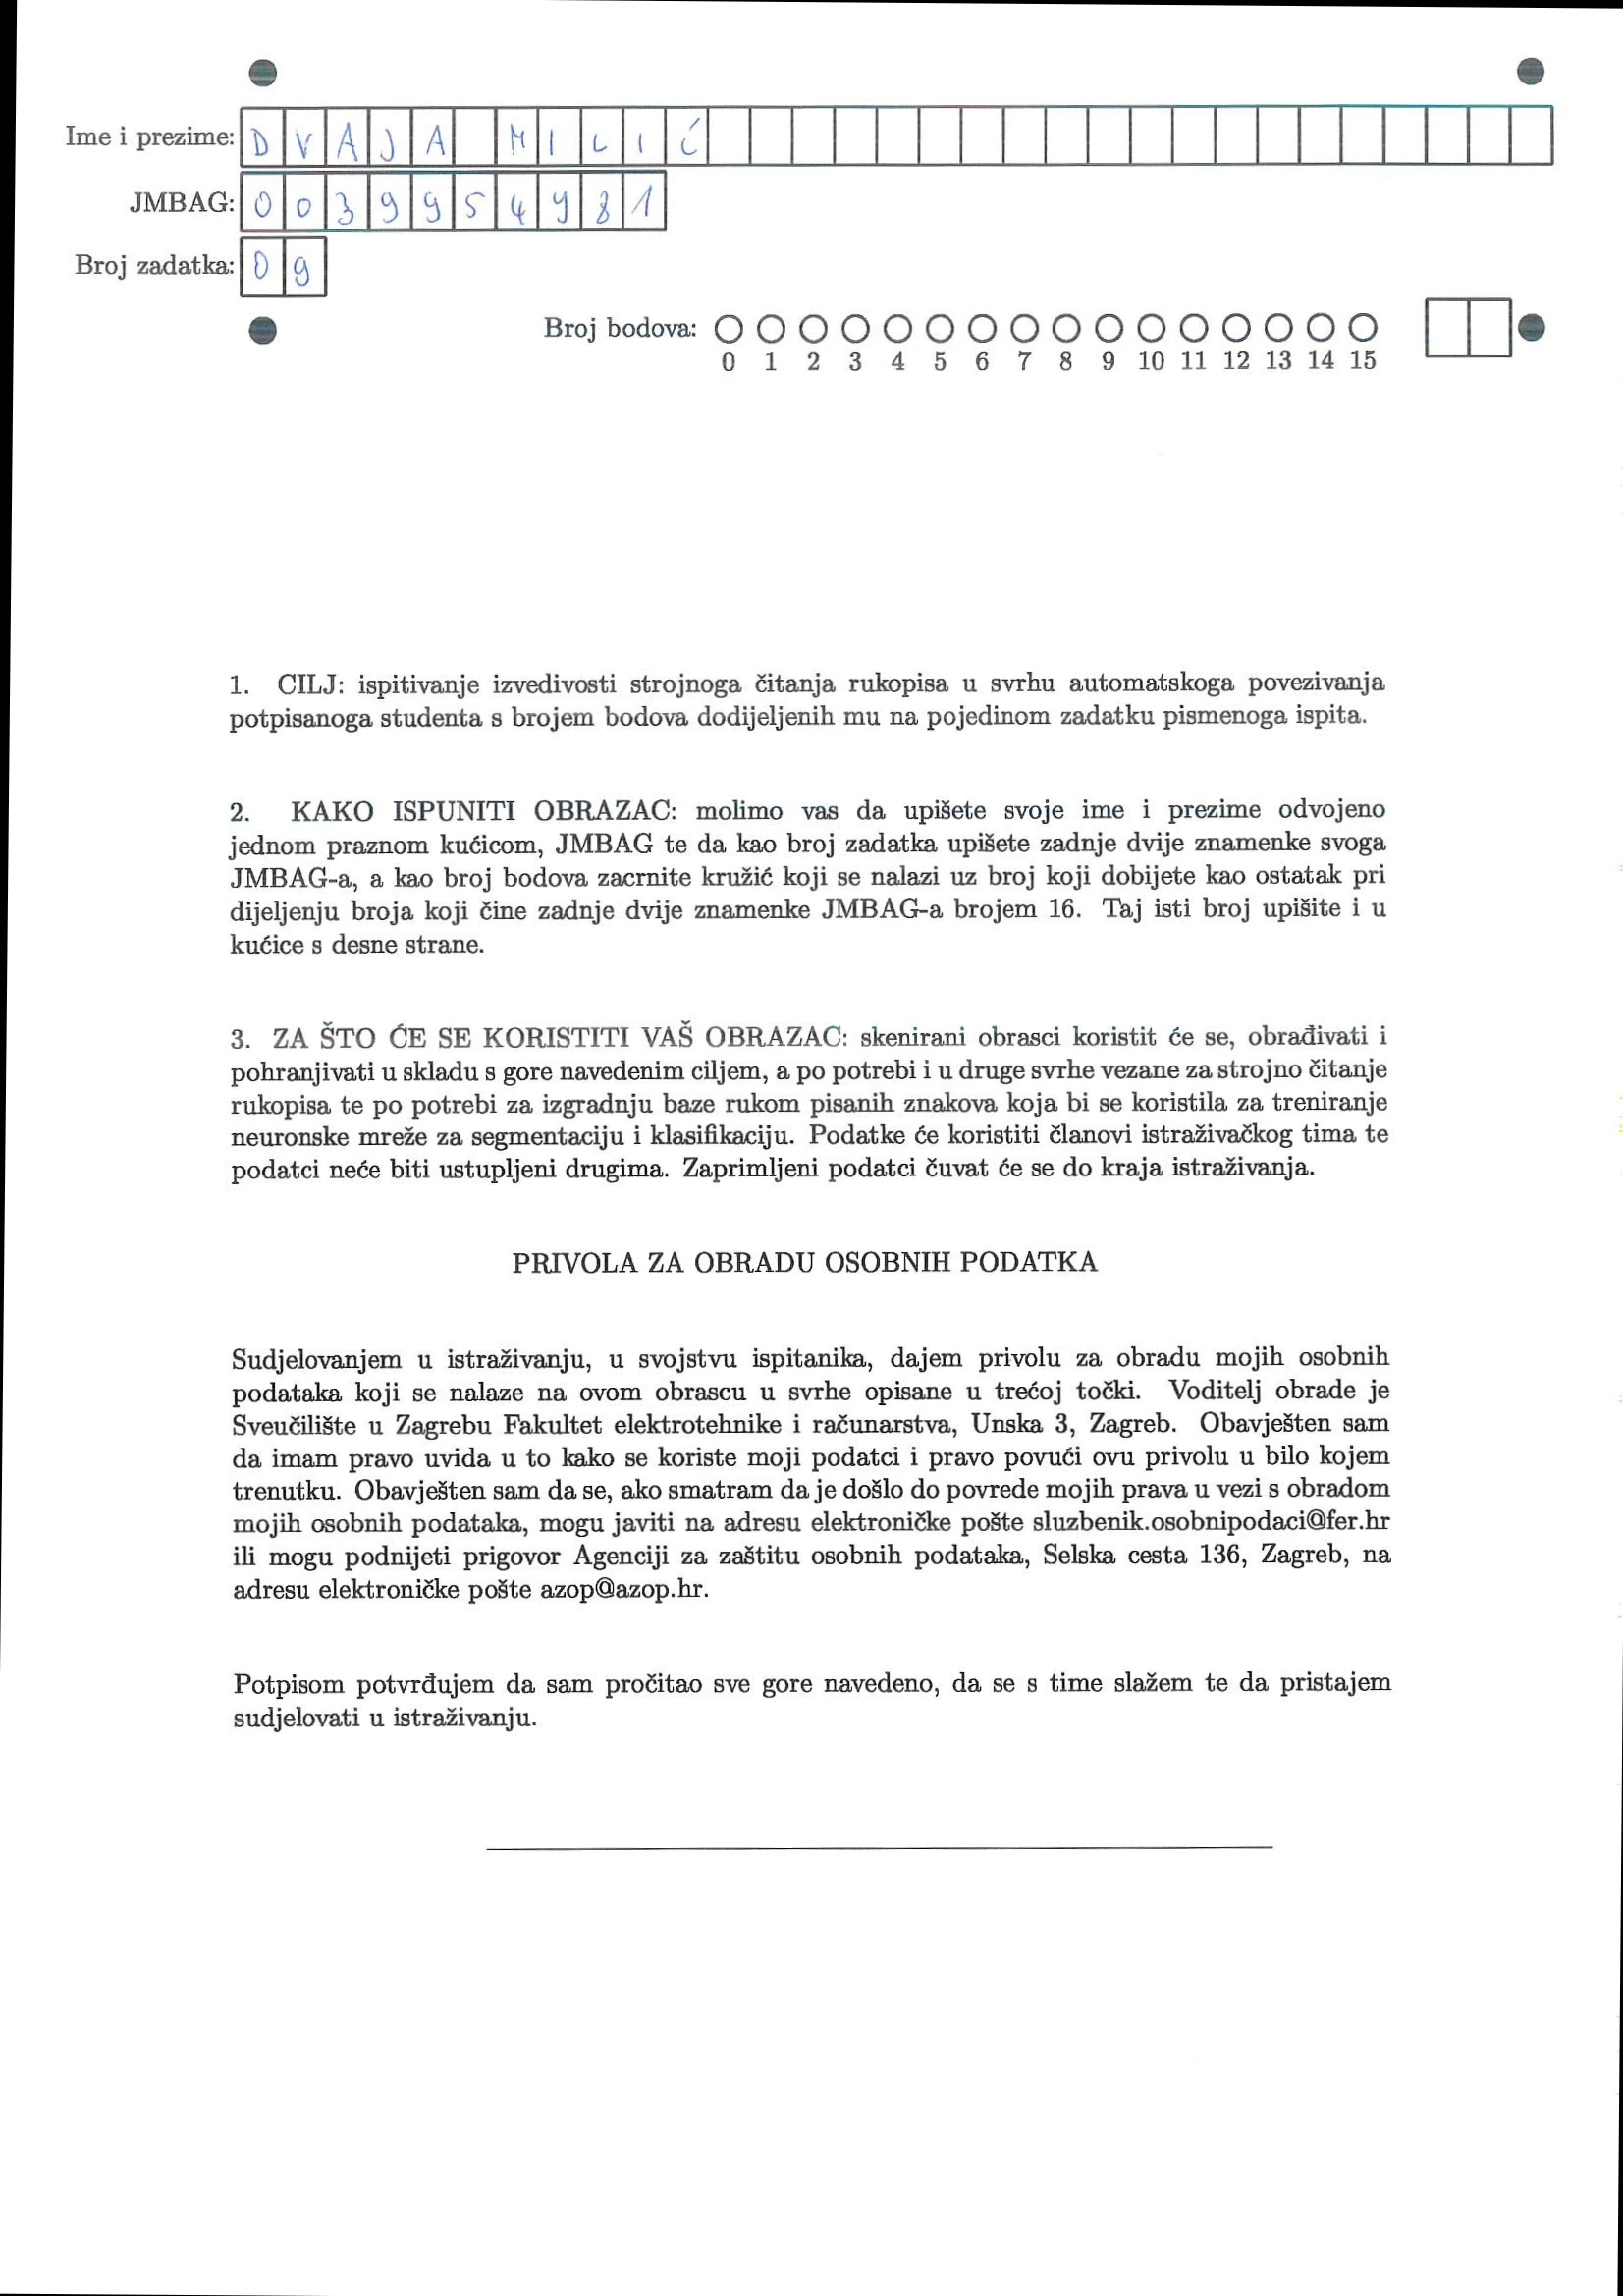 Ime i prezime: DVAJA MILIĆ
JMBAG: 0039954981
Broj zadatka: 09
Broj bodova:
0 1 2 3 4 5 6 7 8 9 10 11 12 13 14 15
1. CILJ: ispitivanje izvedivosti strojnoga čitanja rukopisa u svrhu automatskoga povezivanja
potpisanoga studenta s brojem bodova dodijeljenih mu na pojedinom zadatku pismenoga ispita.
2. KAKO ISPUNITI OBRAZAC: molimo vas da upišete svoje ime i prezime odvojeno
jednom praznom kućicom, JMBAG te da kao broj zadatka upišete zadnje dvije znamenke svoga
JMBAG-a, a kao broj bodova zacrnite kružić koji se nalazi uz broj koji dobijete kao ostatak pri
dijeljenju broja koji čine zadnje dvije znamenke JMBAG-a brojem 16. Taj isti broj upišite i u
kućice s desne strane.
3. ZA ŠTO ĆE SE KORISTITI VAŠ OBRAZAC: skenirani obrasci koristit će se, obrađivati i
pohranjivati u skladu s gore navedenim ciljem, a po potrebi i u druge svrhe vezane za strojno čitanje
rukopisa te po potrebi za izgradnju baze rukom pisanih znakova koja bi se koristila za treniranje
neuronske mreže za segmentaciju i klasifikaciju. Podatke će koristiti članovi istraživačkog tima te
podatci neće biti ustupljeni drugima. Zaprimljeni podatci čuvat će se do kraja istraživanja.
PRIVOLA ZA OBRADU OSOBNIH PODATKA
Sudjelovanjem u istraživanju, u svojstvu ispitanika, dajem privolu za obradu mojih osobnih
podataka koji se nalaze na ovom obrascu u svrhe opisane u trećoj točki. Voditelj obrade je
Sveučilište u Zagrebu Fakultet elektrotehnike i računarstva, Unska 3, Zagreb. Obavješten sam
da imam pravo uvida u to kako se koriste moji podatci i pravo povući ovu privolu u bilo kojem
trenutku. Obavješten sam da se, ako smatram da je došlo do povrede mojih prava u vezi s obradom
mojih osobnih podataka, mogu javiti na adresu elektroničke pošte sluzbenik.osobnipodaci@fer.hr
ili mogu podnijeti prigovor Agenciji za zaštitu osobnih podataka, Selska cesta 136, Zagreb, na
adresu elektroničke pošte azop@azop.hr.
Potpisom potvrđujem da sam pročitao sve gore navedeno, da se s time slažem te da pristajem
sudjelovati u istraživanju.